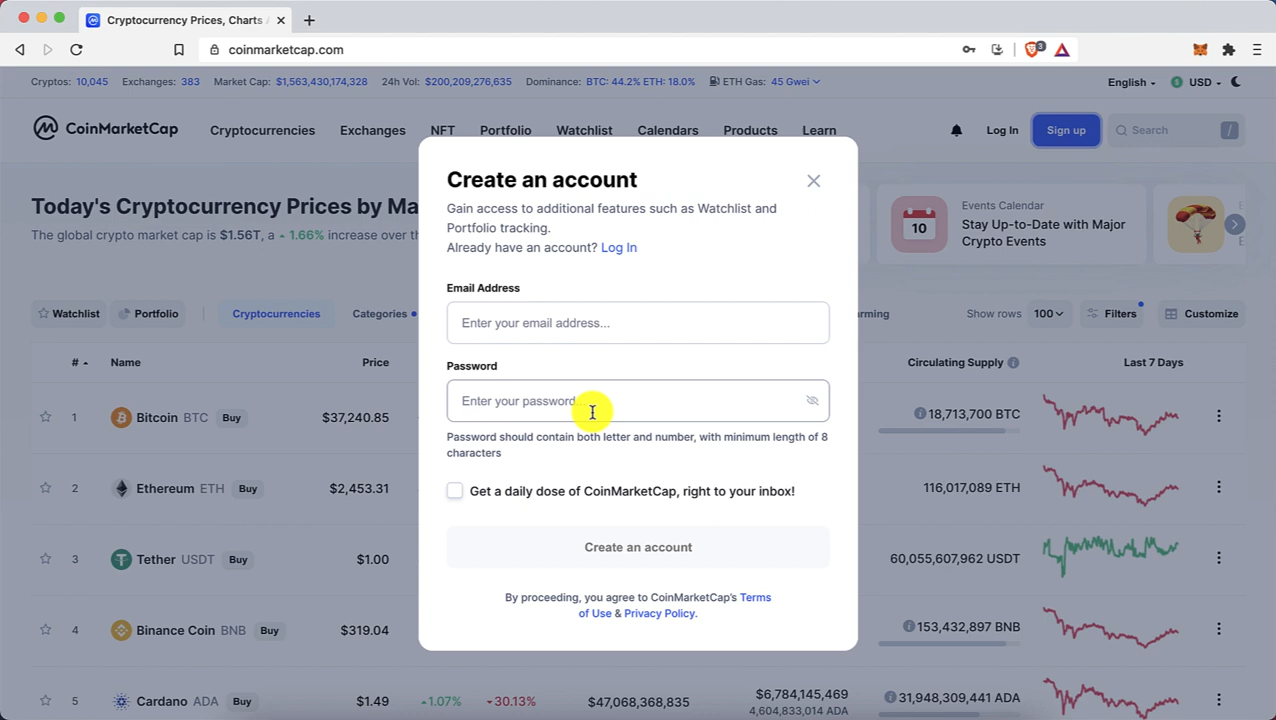 Cryptocurrency Prices, Charts
coinmarketcap.com
3
Cryptos: 10,045 Exchanges: 383 Market Cap: $1,563,430,174,328 24h Vol: $200,209,276,635 Dominance: BTC: 44.2% ETH: 18.0% ETH Gas: 45 Gwei English USD
CoinMarketCap Cryptocurrencies Exchanges NFT Portfolio Watchlist Calendars Products Learn Log In Sign up Search /
Today's Cryptocurrency Prices by
The global crypto market cap is $1.56T, a 1.66% increase over
10
Events Calendar
Stay Up-to-Date with Major
Crypto Events
Create an account
Gain access to additional features such as Watchlist and
Portfolio tracking.
Already have an account? Log In
Email Address
Enter your email address...
Password
Enter your password
Password should contain both letter and number, with minimum length of 8
characters
Get a daily dose of CoinMarketCap, right to your inbox!
Create an account
By proceeding, you agree to CoinMarketCap's Terms
of Use & Privacy Policy.
Watchlist Portfolio Cryptocurrencies Categories Show rows 100 Filters Customize
# Name Price Circulating Supply Last 7 Days
1 Bitcoin BTC Buy $37,240.85 18,713,700 BTC
2 Ethereum ETH Buy $2,453.31 116,017,089 ETH
3 Tether USDT Buy $1.00 60,055,607,962 USDT
4 Binance Coin BNB Buy $319.04 153,432,897 BNB
5 Cardano ADA Buy $1.49 1.07% 30.13% $47,068,368,835 $6,784,145,469 31,948,309,441 ADA
4,604,833,014 ADA